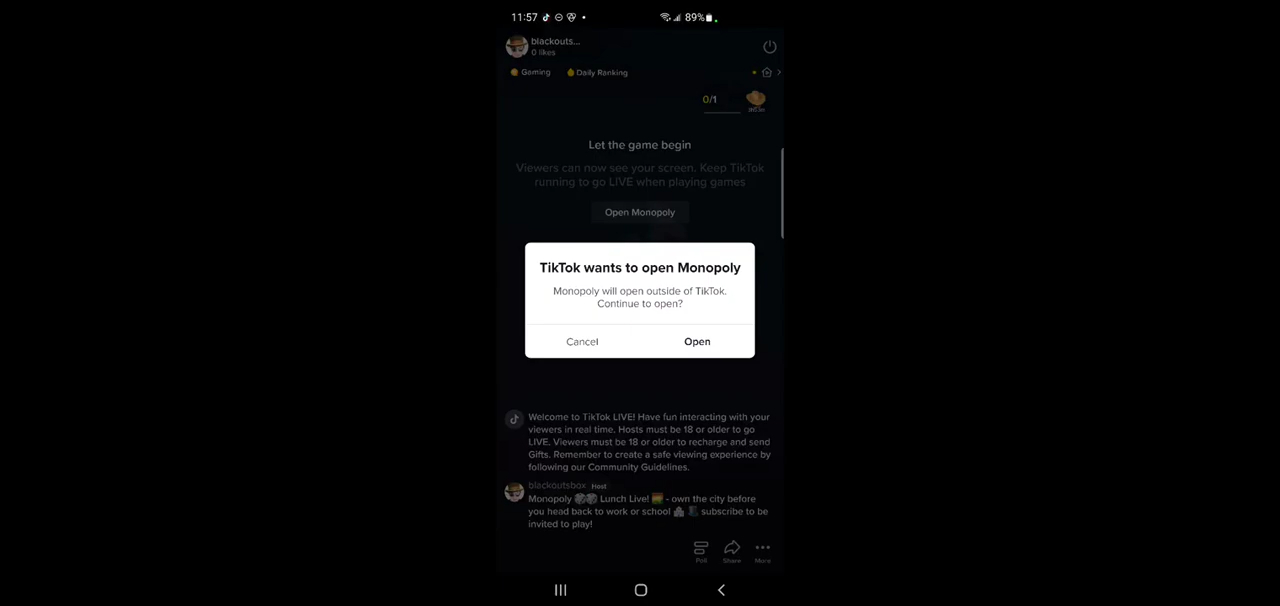 11:57
89%
blackouts...
0 likes
Gaming
Daily Ranking
0/1
Let the game begin
Viewers can now see your screen. Keep TikTok
running to go LIVE when playing games
Open Monopoly
TikTok wants to open Monopoly
Monopoly will open outside of TikTok.
Continue to open?
Cancel
Open
Welcome to TikTok LIVE! Have fun interacting with your
viewers in real time. Hosts must be 18 or older to go
LIVE. Viewers must be 18 or older to recharge and send
Gifts. Remember to create a safe viewing experience by
following our Community Guidelines.
blackoutsbox Host
Monopoly 🎲🎲 Lunch Live! - own the city before
you head back to work or school subscribe to be
invited to play!
Poll
Share
More